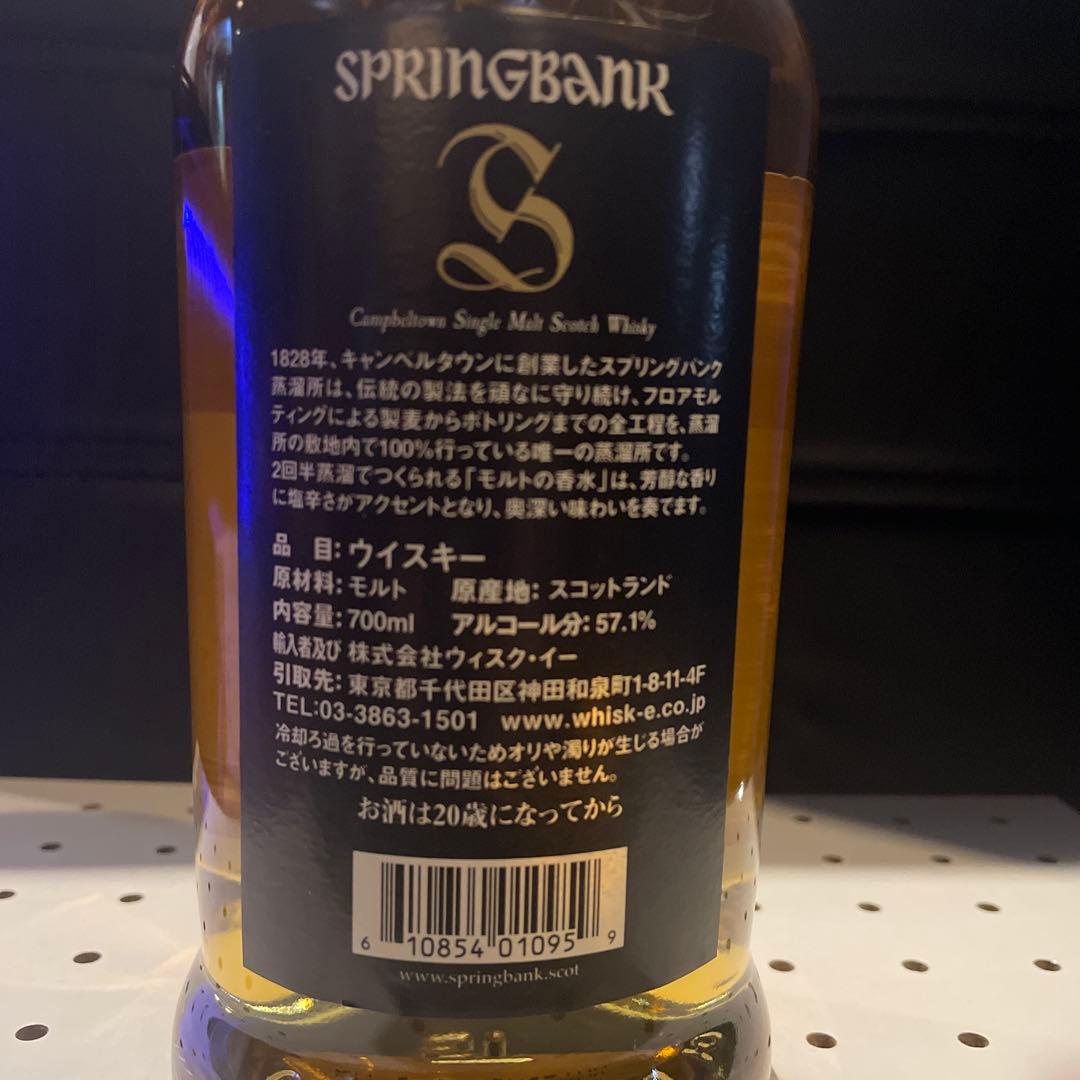 SPRINGBANK
S
Campbeltown Single Malt Scotch Whisky
1828年、キャンベルタウンに創業したスプリングバンク
蒸溜所は、伝統の製法を頑なに守り続け、フロアモル
ティングによる製麦からボトリングまでの全工程を、蒸溜
所の敷地内で100%行っている唯一の蒸溜所です。
2回半蒸溜でつくられる「モルトの香水」は、芳醇な香り
に塩辛さがアクセントとなり、奥深い味わいを奏でます。
品 目：ウイスキー
原材料：モルト 原産地：スコットランド
内容量：700ml アルコール分：57.1%
輸入者及び 株式会社ウィスク・イー
引取先：東京都千代田区神田和泉町1-8-11-4F
TEL:03-3863-1501 www.whisk-e.co.jp
冷却ろ過を行っていないためオリや濁りが生じる場合が
ございますが、品質に問題はございません。
お酒は20歳になってから
6 10854 01095 9
www.springbank.scot